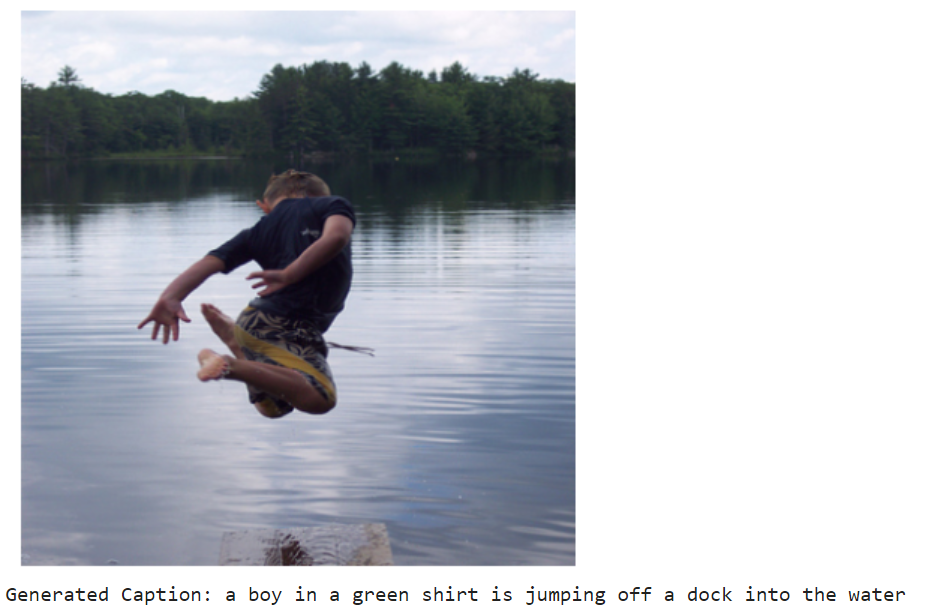 Generated Caption: a boy in a green shirt is jumping off a dock into the water